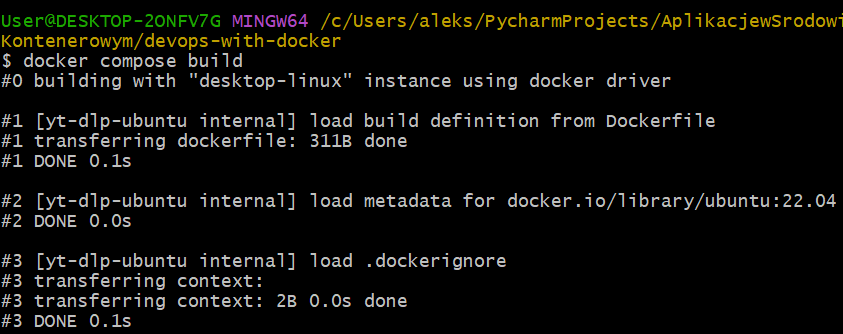 User@DESKTOP-2ONFV7G MINGW64 /c/Users/aleks/PycharmProjects/AplikacjewSrodowi
Kontenerowym/devops-with-docker
$ docker compose build
#0 building with "desktop-linux" instance using docker driver
#1 [yt-dlp-ubuntu internal] load build definition from Dockerfile
#1 transferring dockerfile: 311B done
#1 DONE 0.1s
#2 [yt-dlp-ubuntu internal] load metadata for docker.io/library/ubuntu:22.04
#2 DONE 0.0s
#3 [yt-dlp-ubuntu internal] load .dockerignore
#3 transferring context:
#3 transferring context: 2B 0.0s done
#3 DONE 0.1s